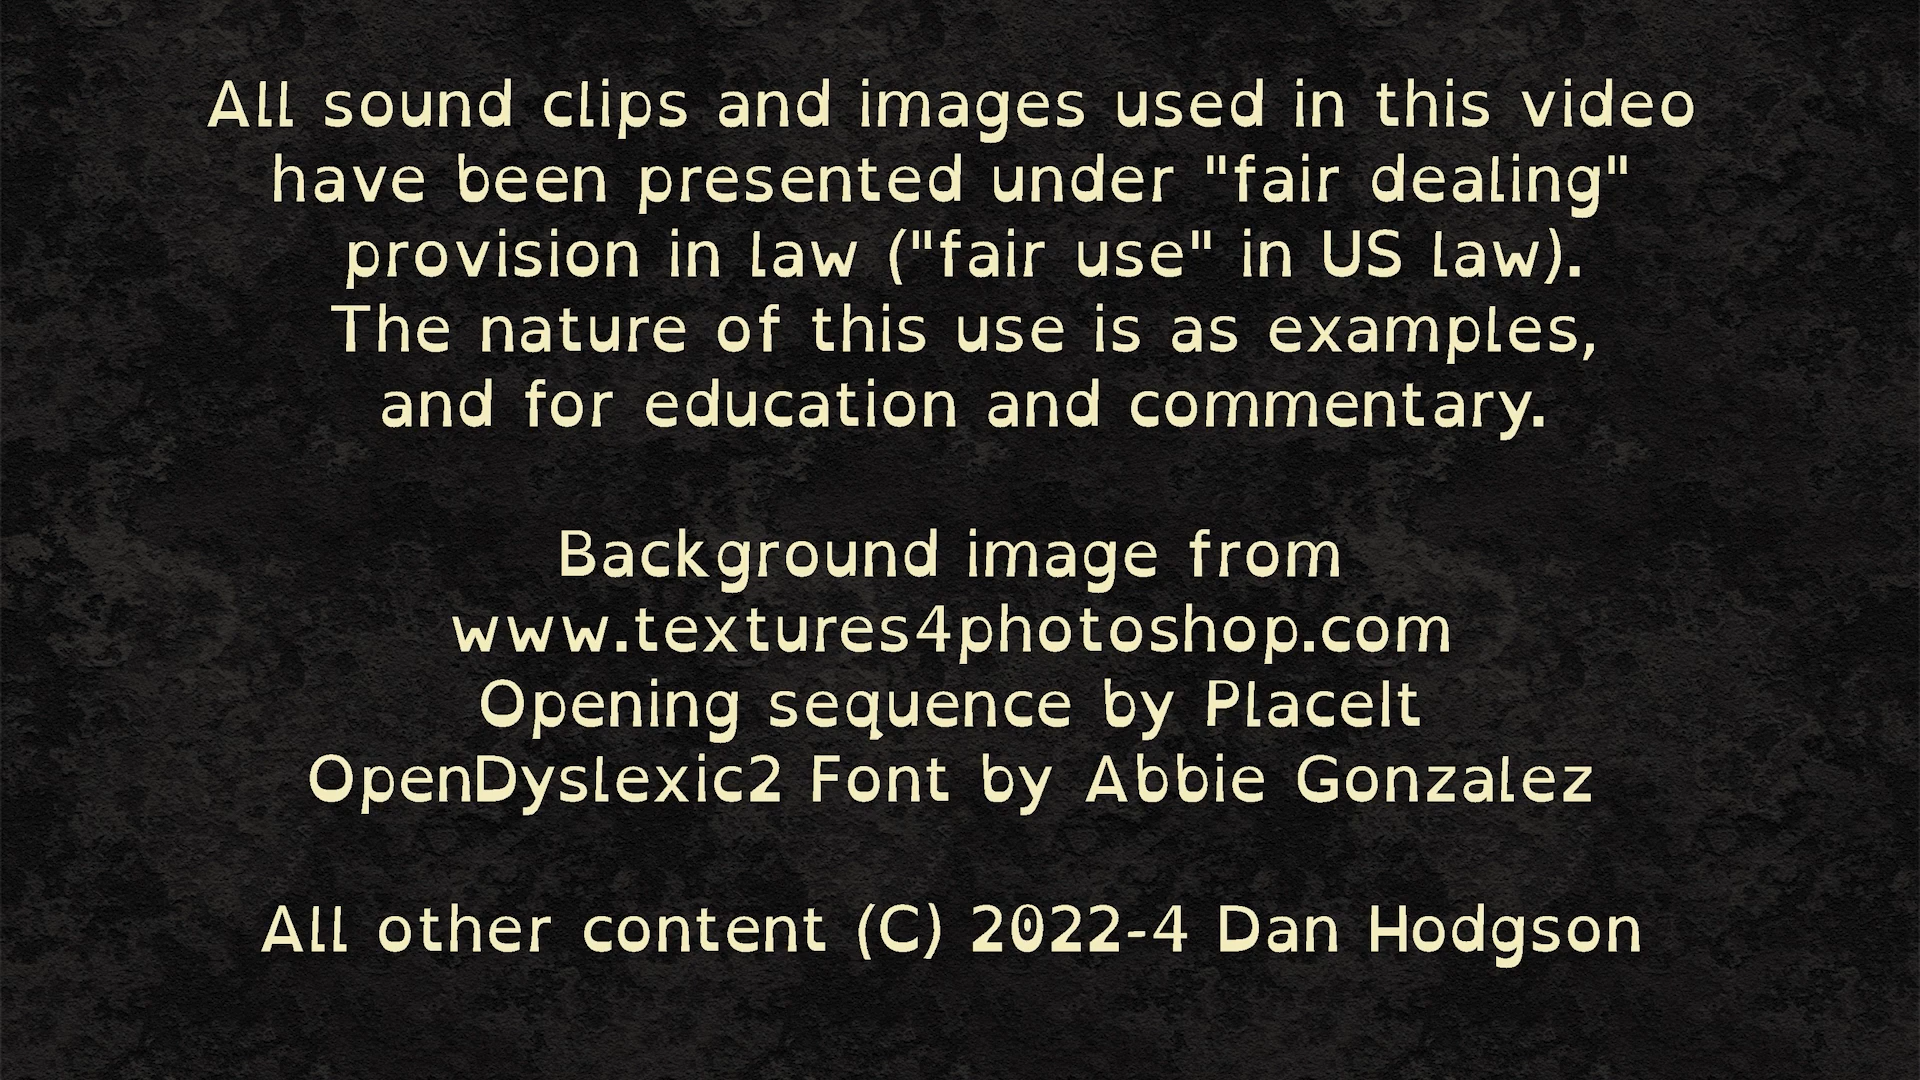 All sound clips and images used in this video
have been presented under "fair dealing"
provision in law ("fair use" in US law).
The nature of this use is as examples,
and for education and commentary.
Background image from
www.textures4photoshop.com
Opening sequence by PlaceIt
OpenDyslexic2 Font by Abbie Gonzalez
All other content (C) 2022-4 Dan Hodgson